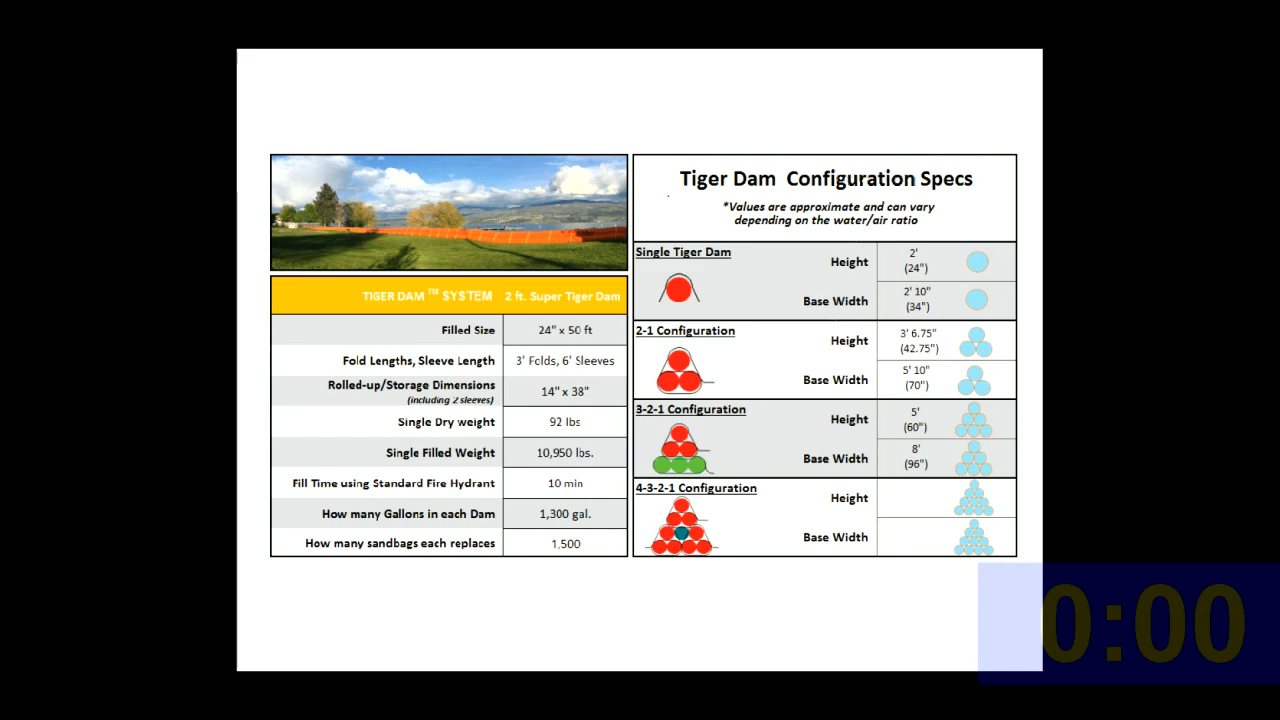 Tiger Dam Configuration Specs
*Values are approximate and can vary
depending on the water/air ratio
TIGER DAM ™ SYSTEM 2 ft. Super Tiger Dam
Filled Size 24" x 50 ft
Fold Lengths, Sleeve Length 3' Folds, 6' Sleeves
Rolled-up/Storage Dimensions
(including 2 sleeves)
14" x 38"
Single Dry weight 92 lbs
Single Filled Weight 10,950 lbs.
Fill Time using Standard Fire Hydrant 10 min
How many Gallons in each Dam 1,300 gal.
How many sandbags each replaces 1,500
Single Tiger Dam
Height 2'
(24")
Base Width 2' 10"
(34")
2-1 Configuration
Height 3' 6.75"
(42.75")
Base Width 5' 10"
(70")
3-2-1 Configuration
Height 5'
(60")
Base Width 8'
(96")
4-3-2-1 Configuration
Height
Base Width
0:00